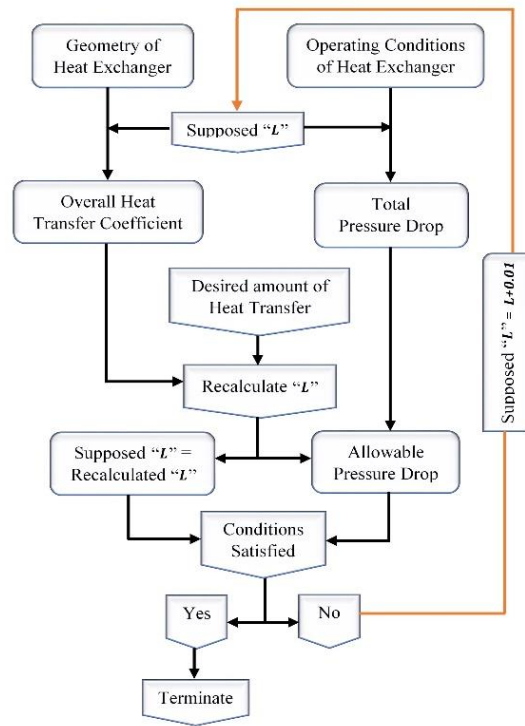 Geometry of
Heat Exchanger
Operating Conditions
of Heat Exchanger
Supposed “L”
Overall Heat
Transfer Coefficient
Total
Pressure Drop
Desired amount of
Heat Transfer
Supposed “L” = L+0.01
Recalculate “L”
Supposed “L” =
Recalculated “L”
Allowable
Pressure Drop
Conditions
Satisfied
Yes
No
Terminate